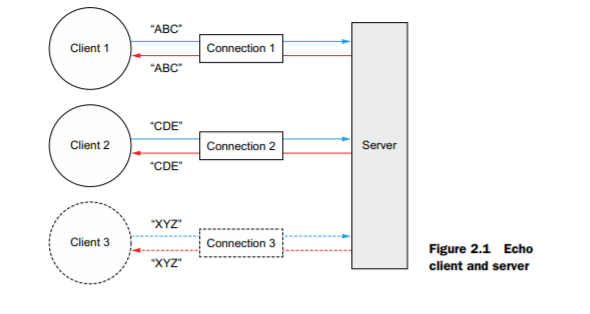 “ABC”
Client 1
Connection 1
“ABC”
“CDE”
Client 2
Connection 2
Server
“CDE”
“XYZ”
Client 3
Connection 3
“XYZ”
Figure 2.1 Echo
client and server